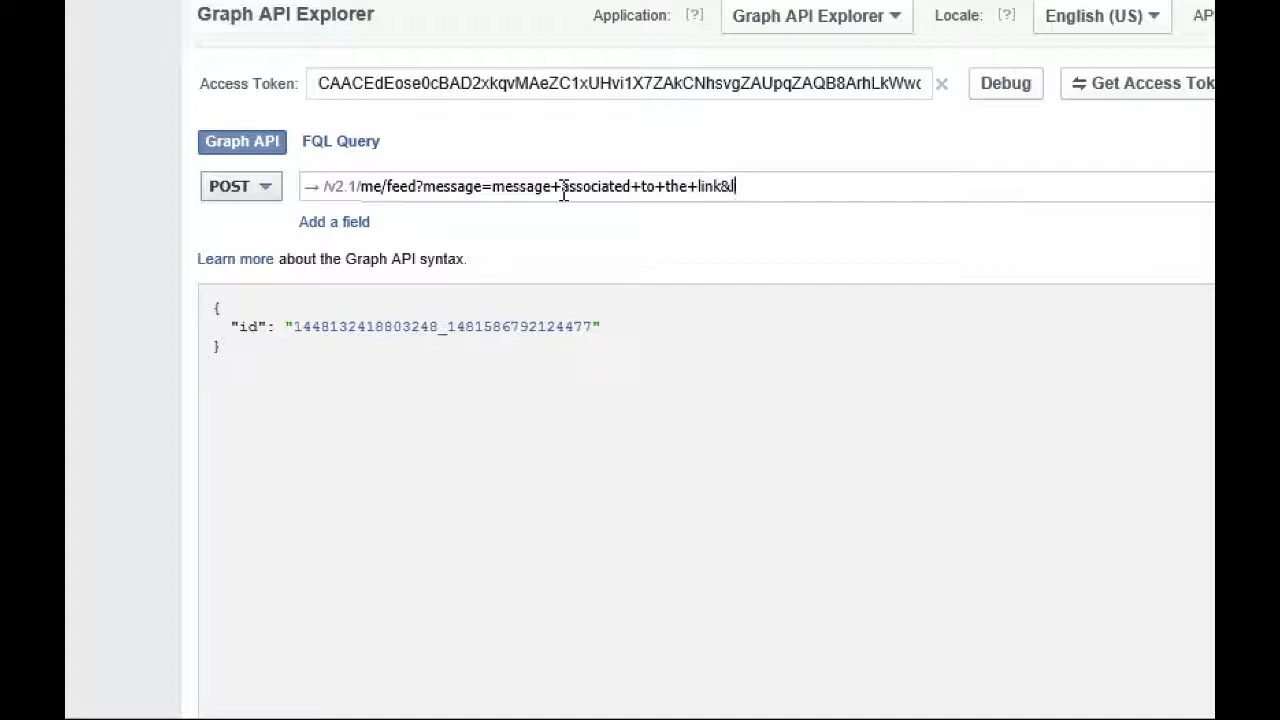 Graph API Explorer Application: [?] Graph API Explorer Locale: [?] English (US) AP
Access Token: CAACEdEose0cBAD2xkqvMAeZC1xUHvi1X7ZAkCNhsvgZAUpqZAQB8ArhLkWwc × Debug Get Access Tok
Graph API FQL Query
POST → /v2.1/me/feed?message=message+associated+to+the+link&l
Add a field
Learn more about the Graph API syntax.
{
"id": "1448132418803248_1481586792124477"
}